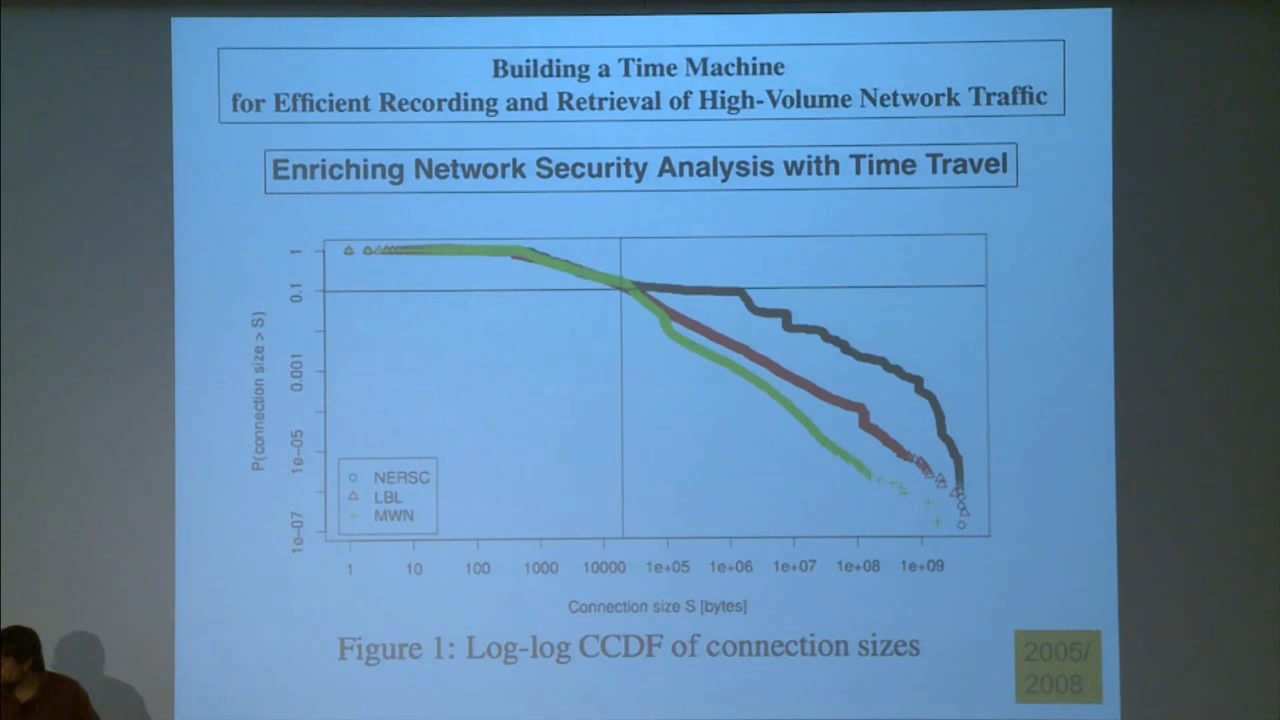 Building a Time Machine
for Efficient Recording and Retrieval of High-Volume Network Traffic
Enriching Network Security Analysis with Time Travel
P(connection size > S)
1
0.1
0.001
1e-05
1e-07
NERSC
LBL
MWN
1 10 100 1000 10000 1e+05 1e+06 1e+07 1e+08 1e+09
Connection size S [bytes]
Figure 1: Log-log CCDF of connection sizes
2005/
2008